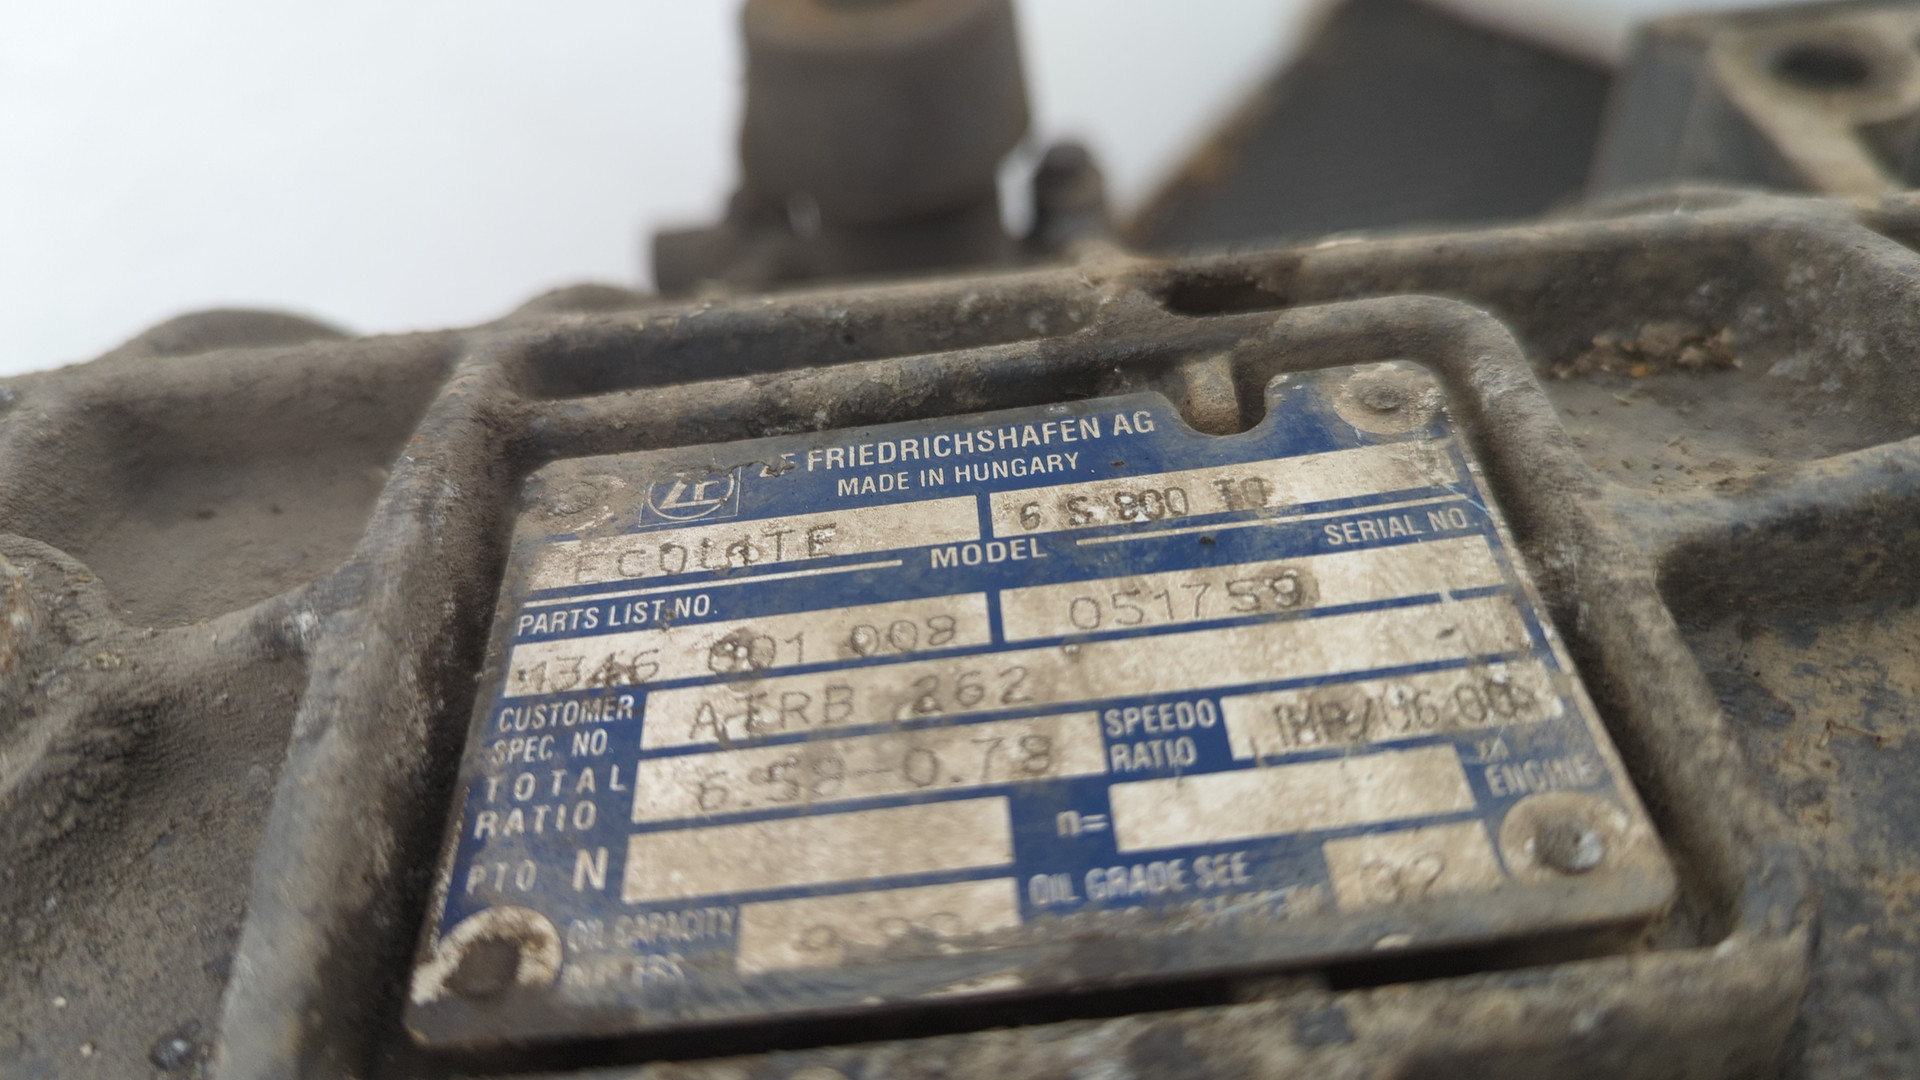 ZF FRIEDRICHSHAFEN AG
MADE IN HUNGARY
ECOLITE 6 S 800 TO
MODEL
PARTS LIST NO. SERIAL NO.
1346 001 008 051759
CUSTOMER SPEC NO. ATRB 262
TOTAL RATIO 6.58-0.78
SPEEDO RATIO
PTO N
n= ENGINE
OIL CAPACITY
OIL GRADE SEE